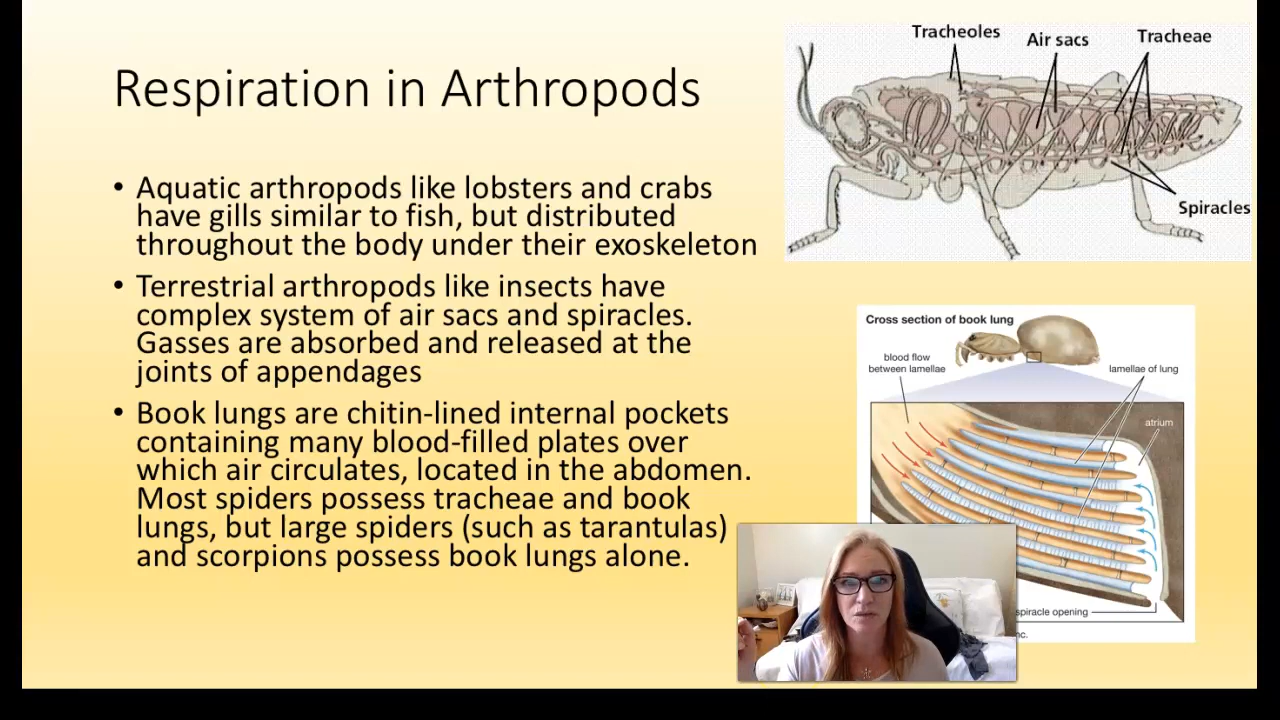 Respiration in Arthropods
• Aquatic arthropods like lobsters and crabs
have gills similar to fish, but distributed
throughout the body under their exoskeleton
• Terrestrial arthropods like insects have
complex system of air sacs and spiracles.
Gasses are absorbed and released at the
joints of appendages
• Book lungs are chitin-lined internal pockets
containing many blood-filled plates over
which air circulates, located in the abdomen.
Most spiders possess tracheae and book
lungs, but large spiders (such as tarantulas)
and scorpions possess book lungs alone.
Tracheoles
Air sacs
Tracheae
Spiracles
Cross section of book lung
blood flow
between lamellae
lamellae of lung
atrium
spiracle opening
nc.